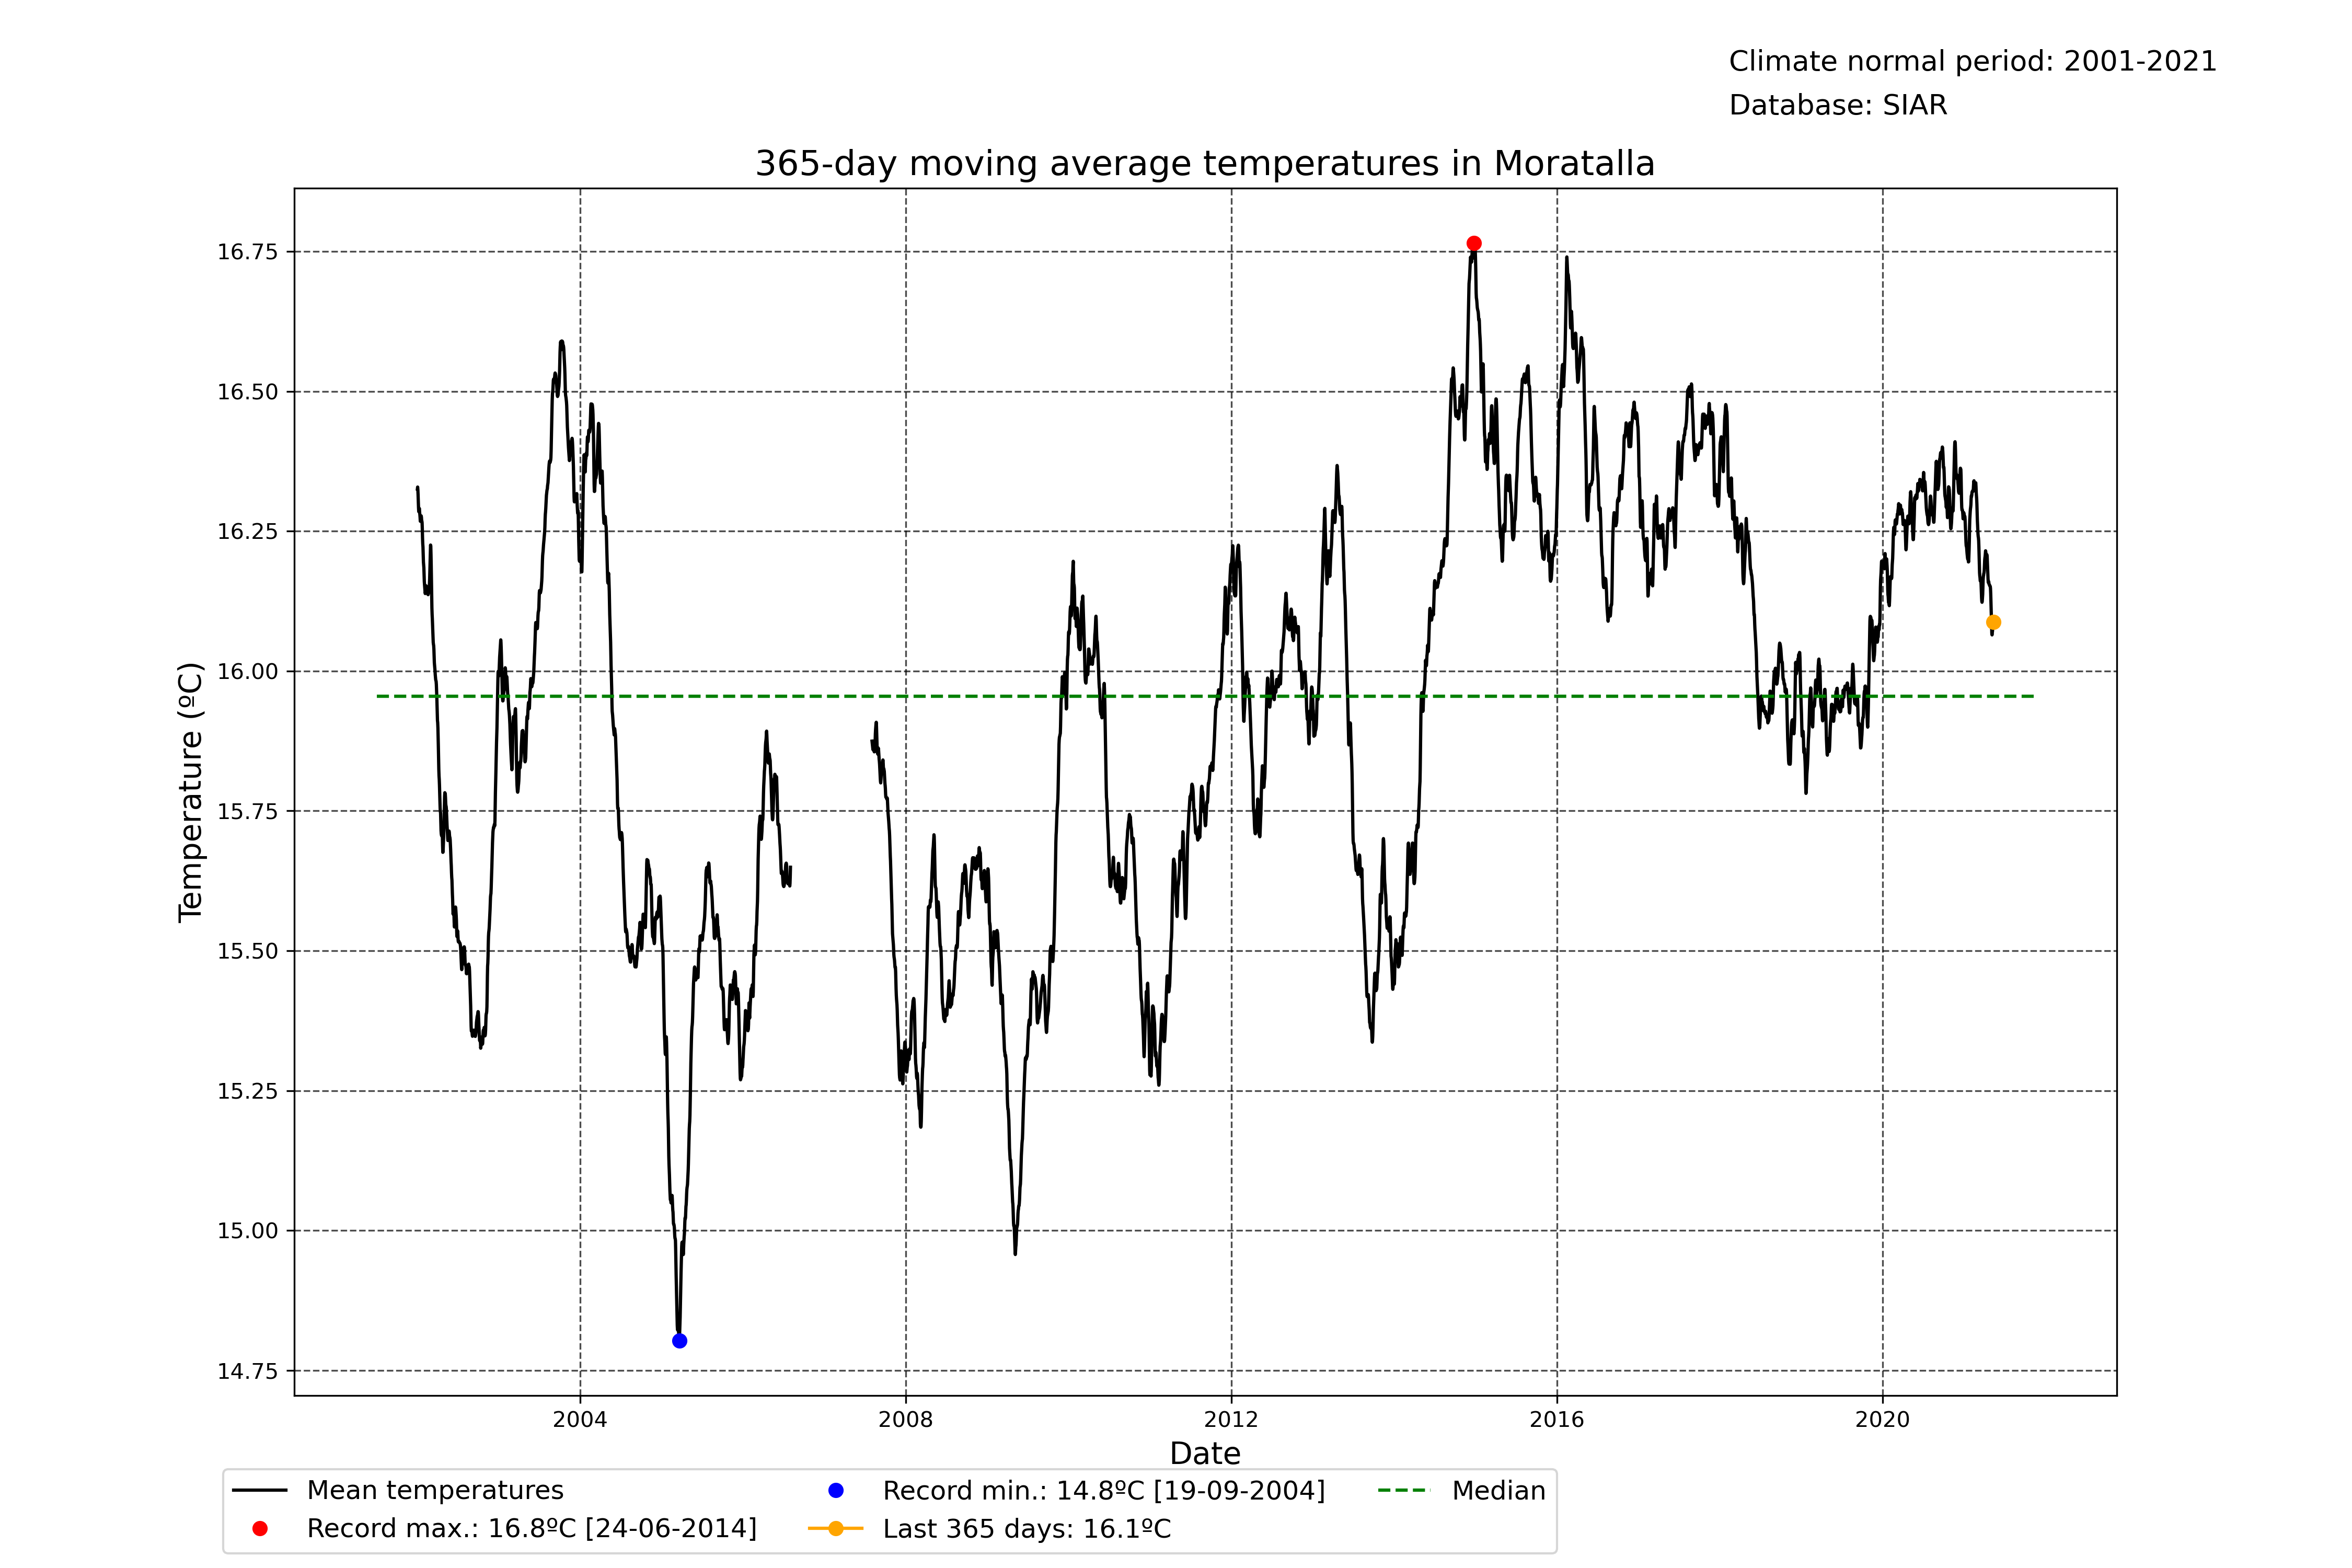 Climate normal period: 2001-2021
Database: SIAR
365-day moving average temperatures in Moratalla
16.75
16.50
16.25
16.00
15.75
15.50
15.25
15.00
14.75
Temperature (ºC)
2004 2008 2012 2016 2020
Date
Mean temperatures
Record max.: 16.8ºC [24-06-2014]
Record min.: 14.8ºC [19-09-2004]
Last 365 days: 16.1ºC
Median